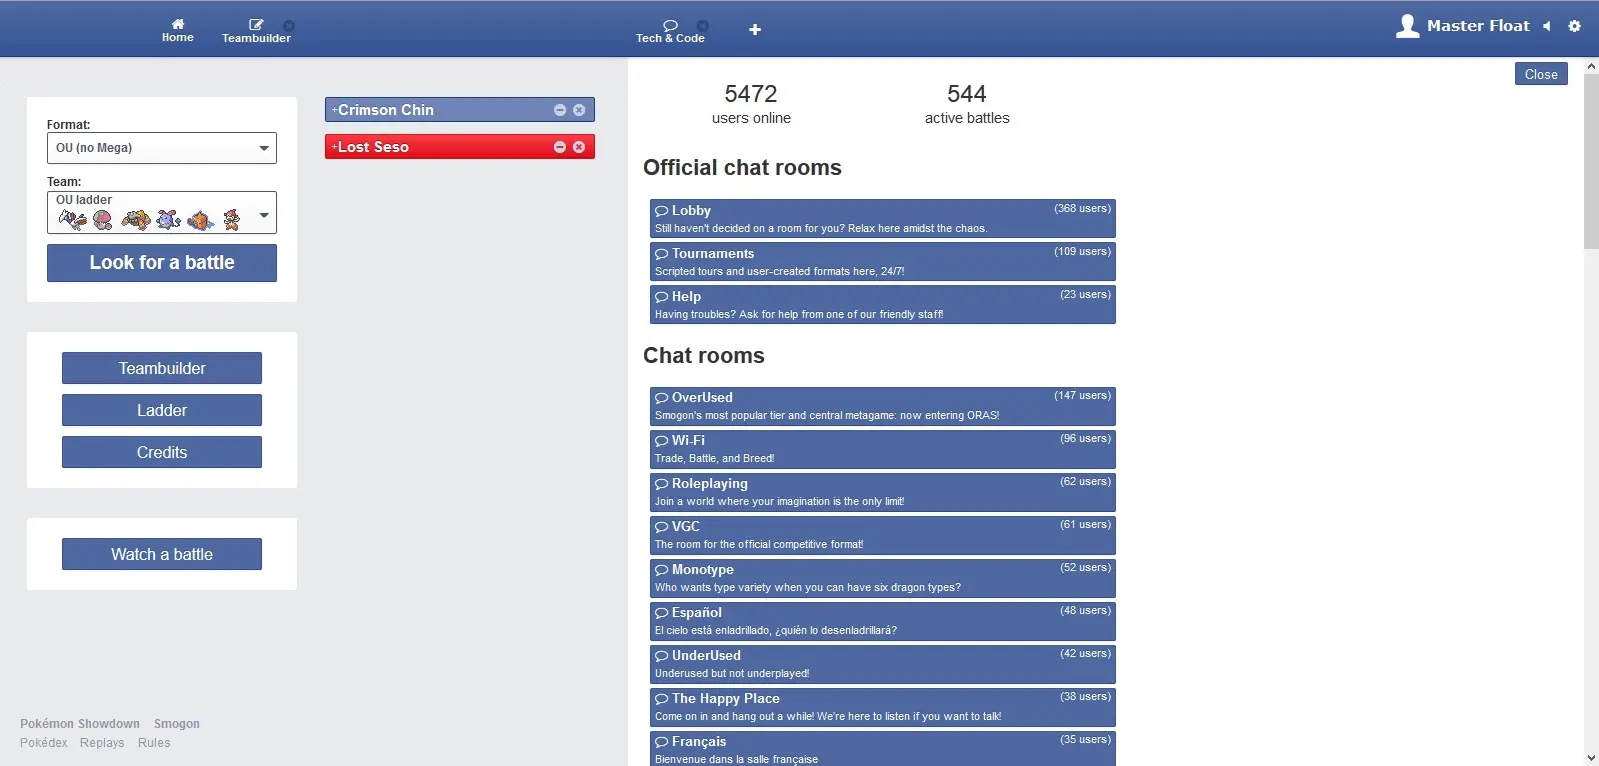 Home
Teambuilder
Tech & Code
Master Float
Format:
OU (no Mega)
Team:
OU ladder
Look for a battle
Teambuilder
Ladder
Credits
Watch a battle
Pokémon Showdown Smogon
Pokédex Replays Rules
+Crimson Chin
+Lost Seso
Close
5472
users online
544
active battles
Official chat rooms
Lobby (368 users)
Still haven't decided on a room for you? Relax here amidst the chaos.
Tournaments (109 users)
Scripted tours and user-created formats here, 24/7!
Help (23 users)
Having troubles? Ask for help from one of our friendly staff!
Chat rooms
OverUsed (147 users)
Smogon's most popular tier and central metagame: now entering ORAS!
Wi-Fi (96 users)
Trade, Battle, and Breed!
Roleplaying (62 users)
Join a world where your imagination is the only limit!
VGC (61 users)
The room for the official competitive format!
Monotype (52 users)
Who wants type variety when you can have six dragon types?
Español (48 users)
El cielo está enladrillado, ¿quién lo desenladrillará?
UnderUsed (42 users)
Underused but not underplayed!
The Happy Place (38 users)
Come on in and hang out a while! We're here to listen if you want to talk!
Français (35 users)
Bienvenue dans la salle française